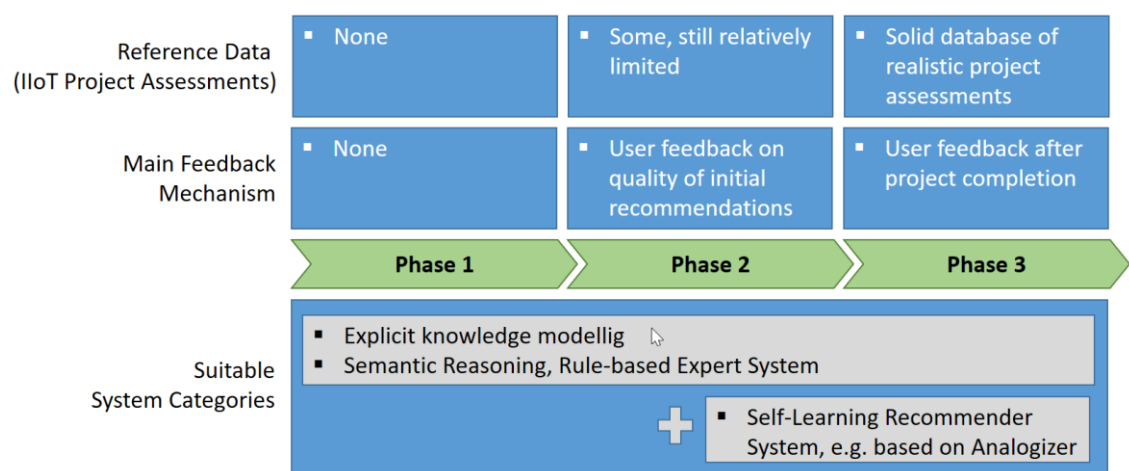 Reference Data
(IIoT Project Assessments)
▪ None
▪ Some, still relatively
limited
▪ Solid database of
realistic project
assessments
Main Feedback
Mechanism
▪ None
▪ User feedback on
quality of initial
recommendations
▪ User feedback after
project completion
Phase 1
Phase 2
Phase 3
Suitable
System Categories
▪ Explicit knowledge modellig
▪ Semantic Reasoning, Rule-based Expert System
▪ Self-Learning Recommender
System, e.g. based on Analogizer